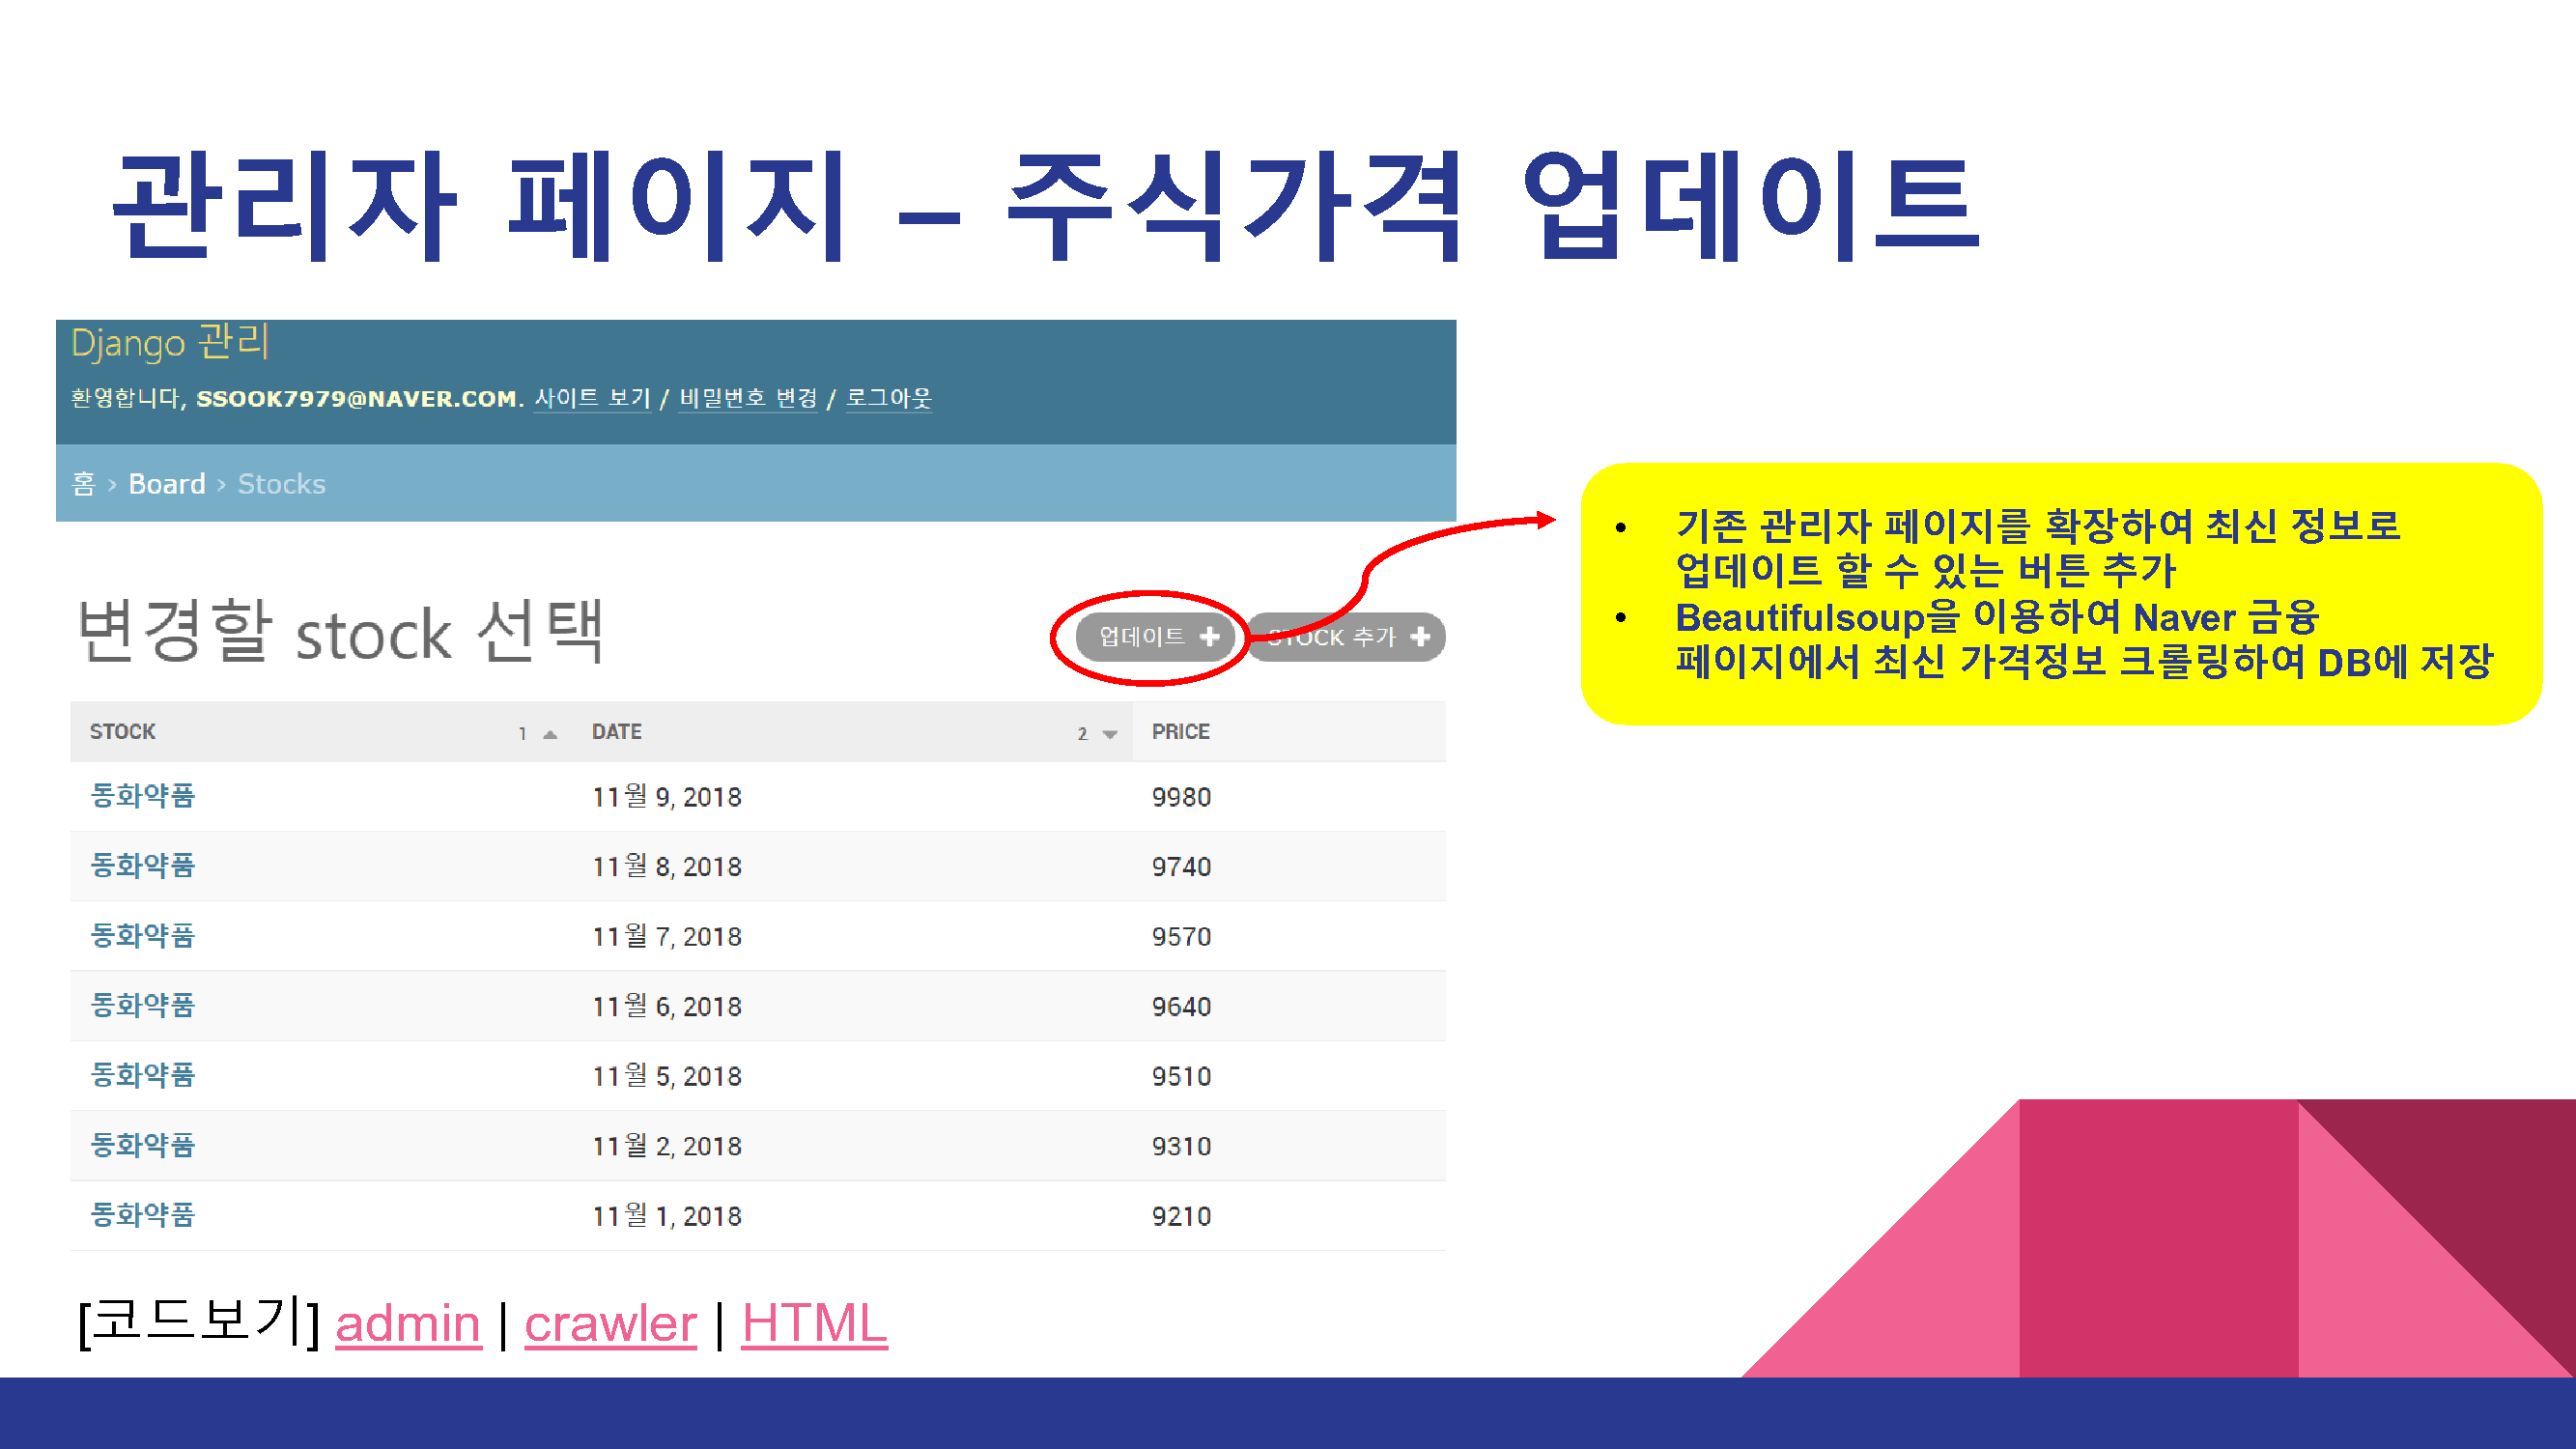 관리자 페이지 – 주식가격 업데이트
Django 관리
환영합니다, SSOOK7979@NAVER.COM. 사이트 보기 / 비밀번호 변경 / 로그아웃
홈 › Board › Stocks
변경할 stock 선택
업데이트 + STOCK 추가 +
STOCK 1 DATE 2 PRICE
동화약품 11월 9, 2018 9980
동화약품 11월 8, 2018 9740
동화약품 11월 7, 2018 9570
동화약품 11월 6, 2018 9640
동화약품 11월 5, 2018 9510
동화약품 11월 2, 2018 9310
동화약품 11월 1, 2018 9210
• 기존 관리자 페이지를 확장하여 최신 정보로
업데이트 할 수 있는 버튼 추가
• Beautifulsoup을 이용하여 Naver 금융
페이지에서 최신 가격정보 크롤링하여 DB에 저장
[코드보기] admin | crawler | HTML